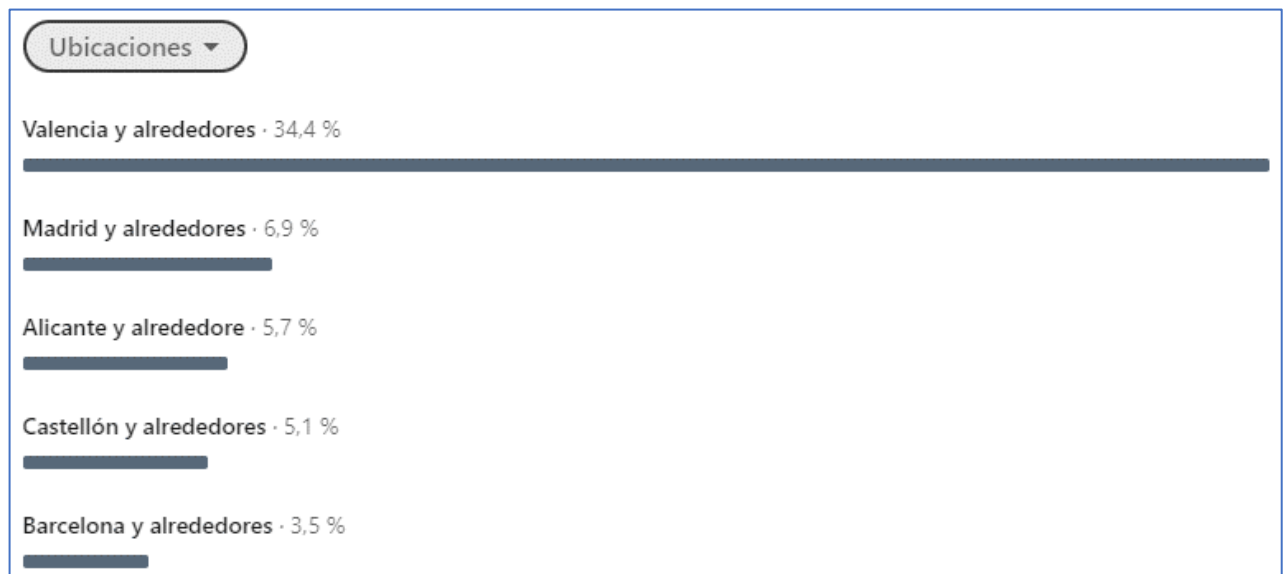 Ubicaciones
Valencia y alrededores · 34,4 %
Madrid y alrededores · 6,9 %
Alicante y alrededore · 5,7 %
Castellón y alrededores · 5,1 %
Barcelona y alrededores · 3,5 %